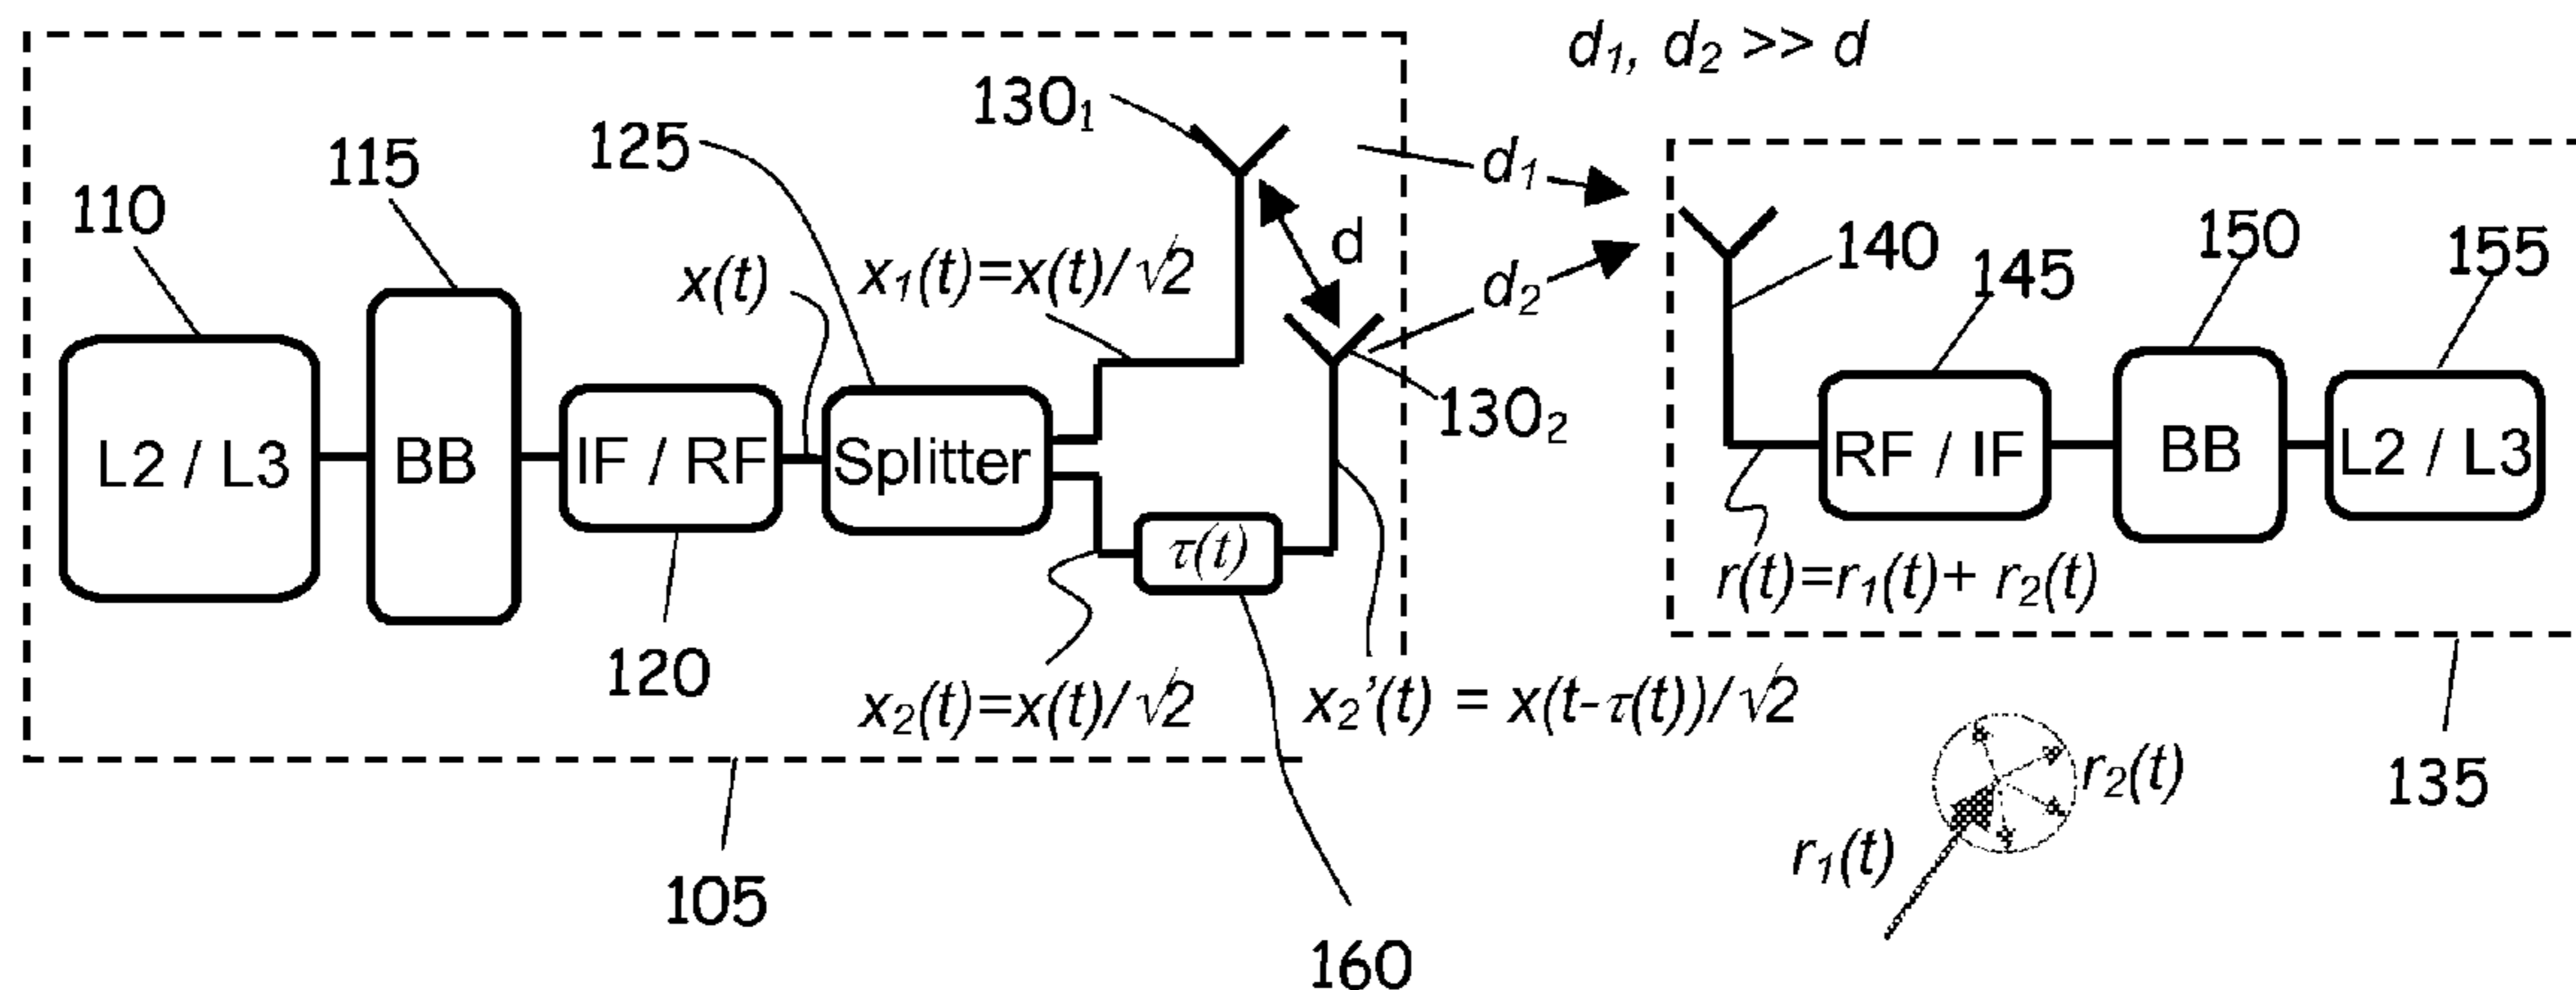 d₁, d₂ >> d
130₁
125
115
110
d₁
140
150
155
145
x(t)
x₁(t)=x(t)/√2
d
d₂
130₂
L2 / L3
BB
IF / RF
Splitter
RF / IF
BB
L2 / L3
τ(t)
r(t)=r₁(t)+ r₂(t)
120
x₂(t)=x(t)/√2
x₂'(t) = x(t-τ(t))/√2
r₂(t)
135
r₁(t)
105
160